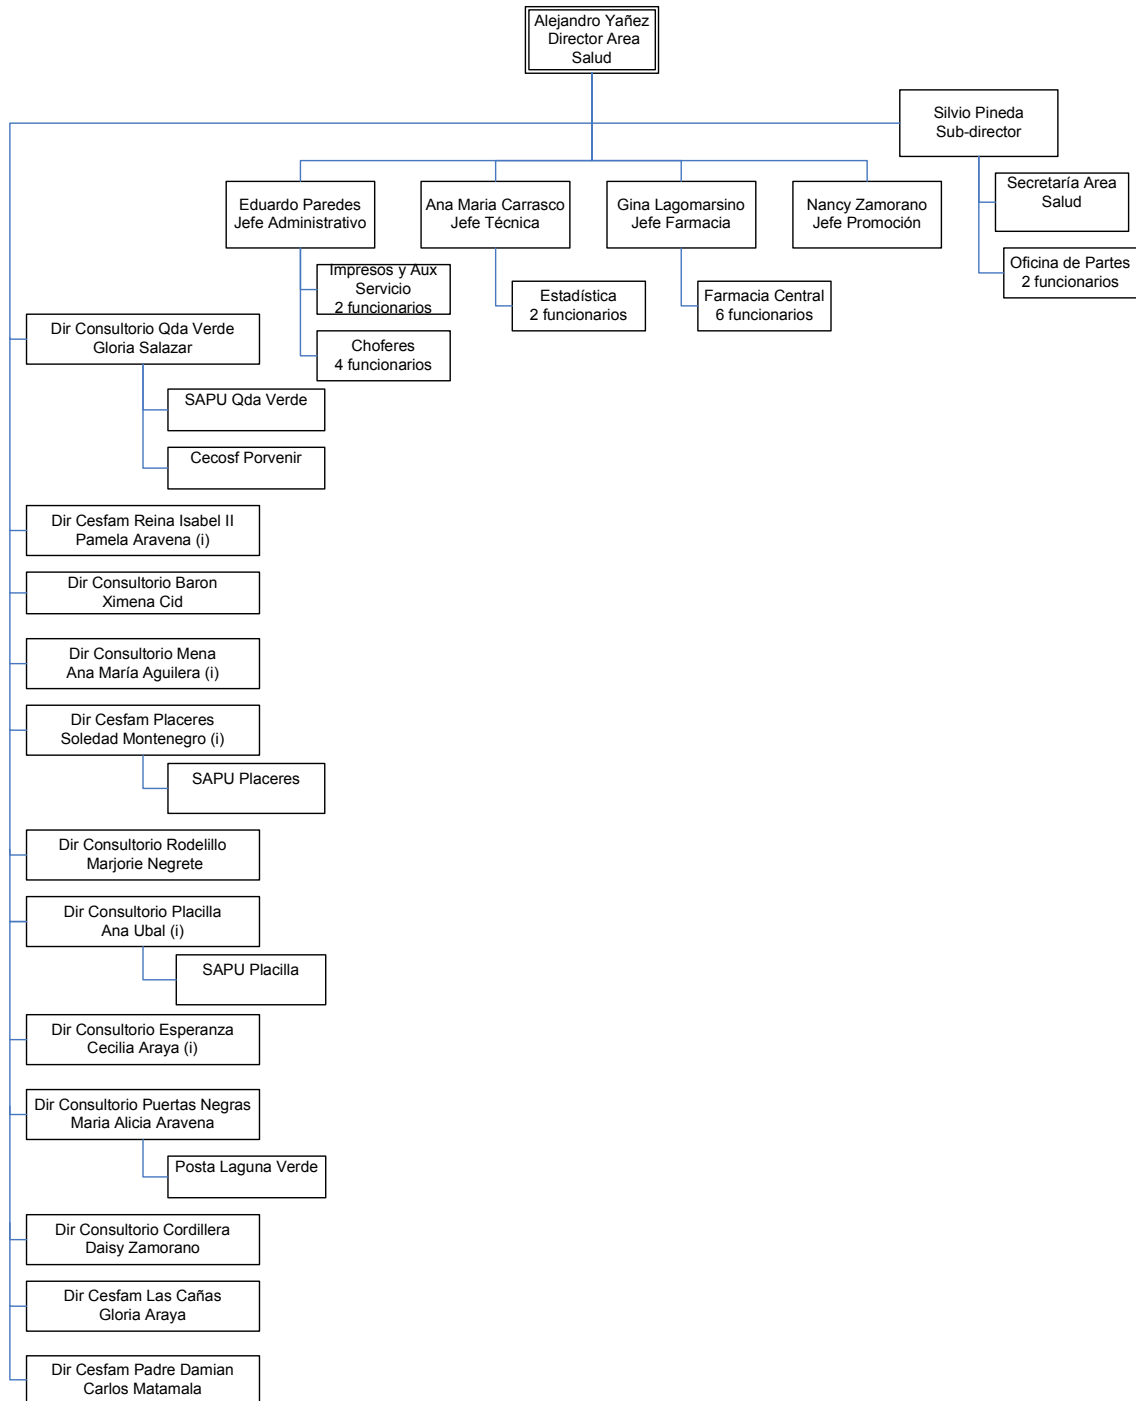 Alejandro Yañez
Director Area
Salud
Silvio Pineda
Sub-director
Secretaría Area
Salud
Oficina de Partes
2 funcionarios
Eduardo Paredes
Jefe Administrativo
Ana Maria Carrasco
Jefe Técnica
Gina Lagomarsino
Jefe Farmacia
Nancy Zamorano
Jefe Promoción
Impresos y Aux
Servicio
2 funcionarios
Choferes
4 funcionarios
Estadística
2 funcionarios
Farmacia Central
6 funcionarios
Dir Consultorio Qda Verde
Gloria Salazar
SAPU Qda Verde
Cecosf Porvenir
Dir Cesfam Reina Isabel II
Pamela Aravena (i)
Dir Consultorio Baron
Ximena Cid
Dir Consultorio Mena
Ana María Aguilera (i)
Dir Cesfam Placeres
Soledad Montenegro (i)
SAPU Placeres
Dir Consultorio Rodelillo
Marjorie Negrete
Dir Consultorio Placilla
Ana Ubal (i)
SAPU Placilla
Dir Consultorio Esperanza
Cecilia Araya (i)
Dir Consultorio Puertas Negras
Maria Alicia Aravena
Posta Laguna Verde
Dir Consultorio Cordillera
Daisy Zamorano
Dir Cesfam Las Cañas
Gloria Araya
Dir Cesfam Padre Damian
Carlos Matamala